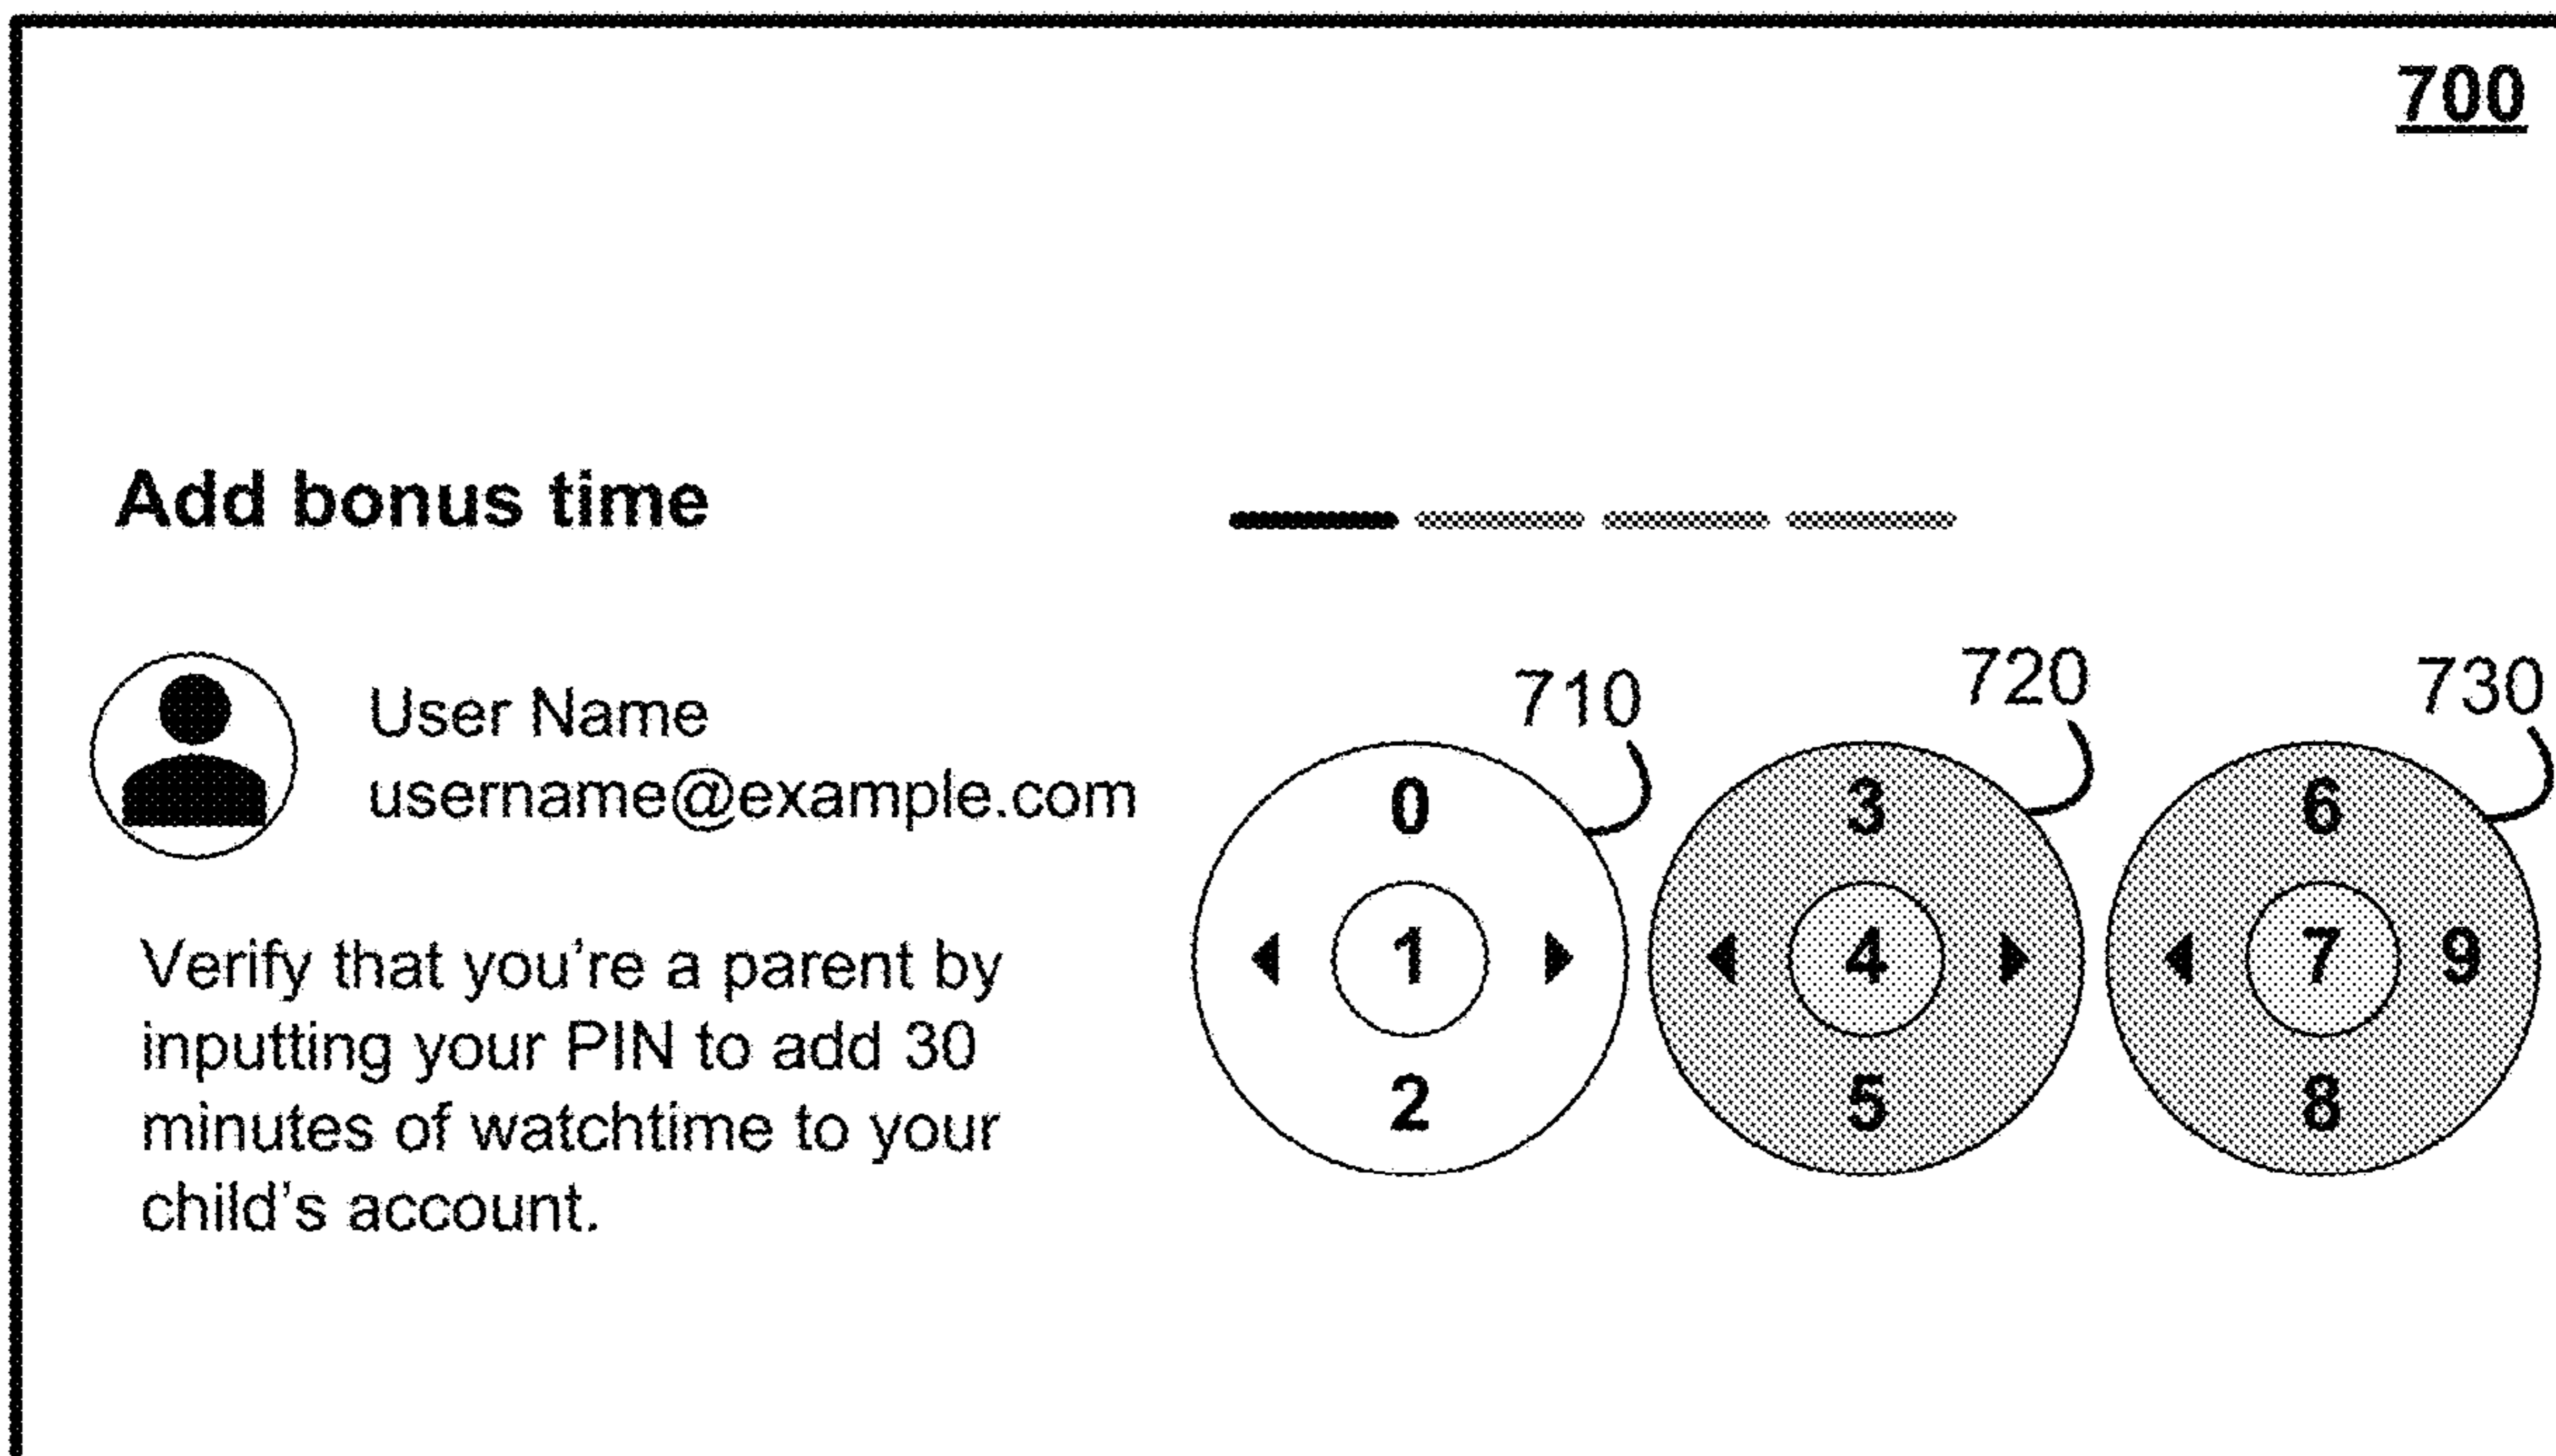 700
Add bonus time
User Name
username@example.com
Verify that you're a parent by
inputting your PIN to add 30
minutes of watchtime to your
child's account.
710
720
730
0
1
2
3
4
5
6
7 9
8